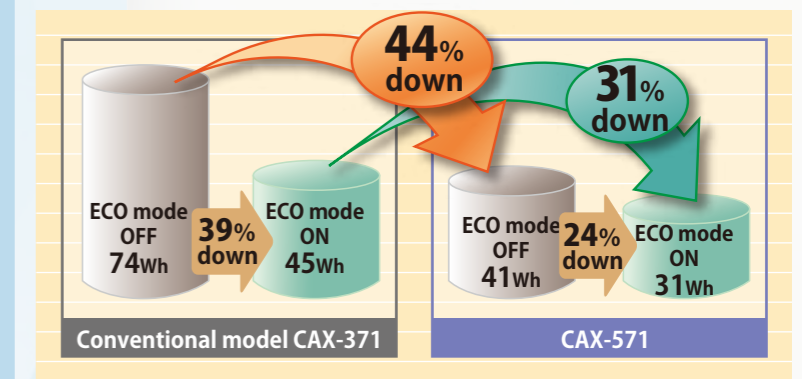 44%
down
31%
down
ECO mode
OFF
74Wh
39%
down
ECO mode
ON
45Wh
ECO mode
OFF
41Wh
24%
down
ECO mode
ON
31Wh
Conventional model CAX-371
CAX-571